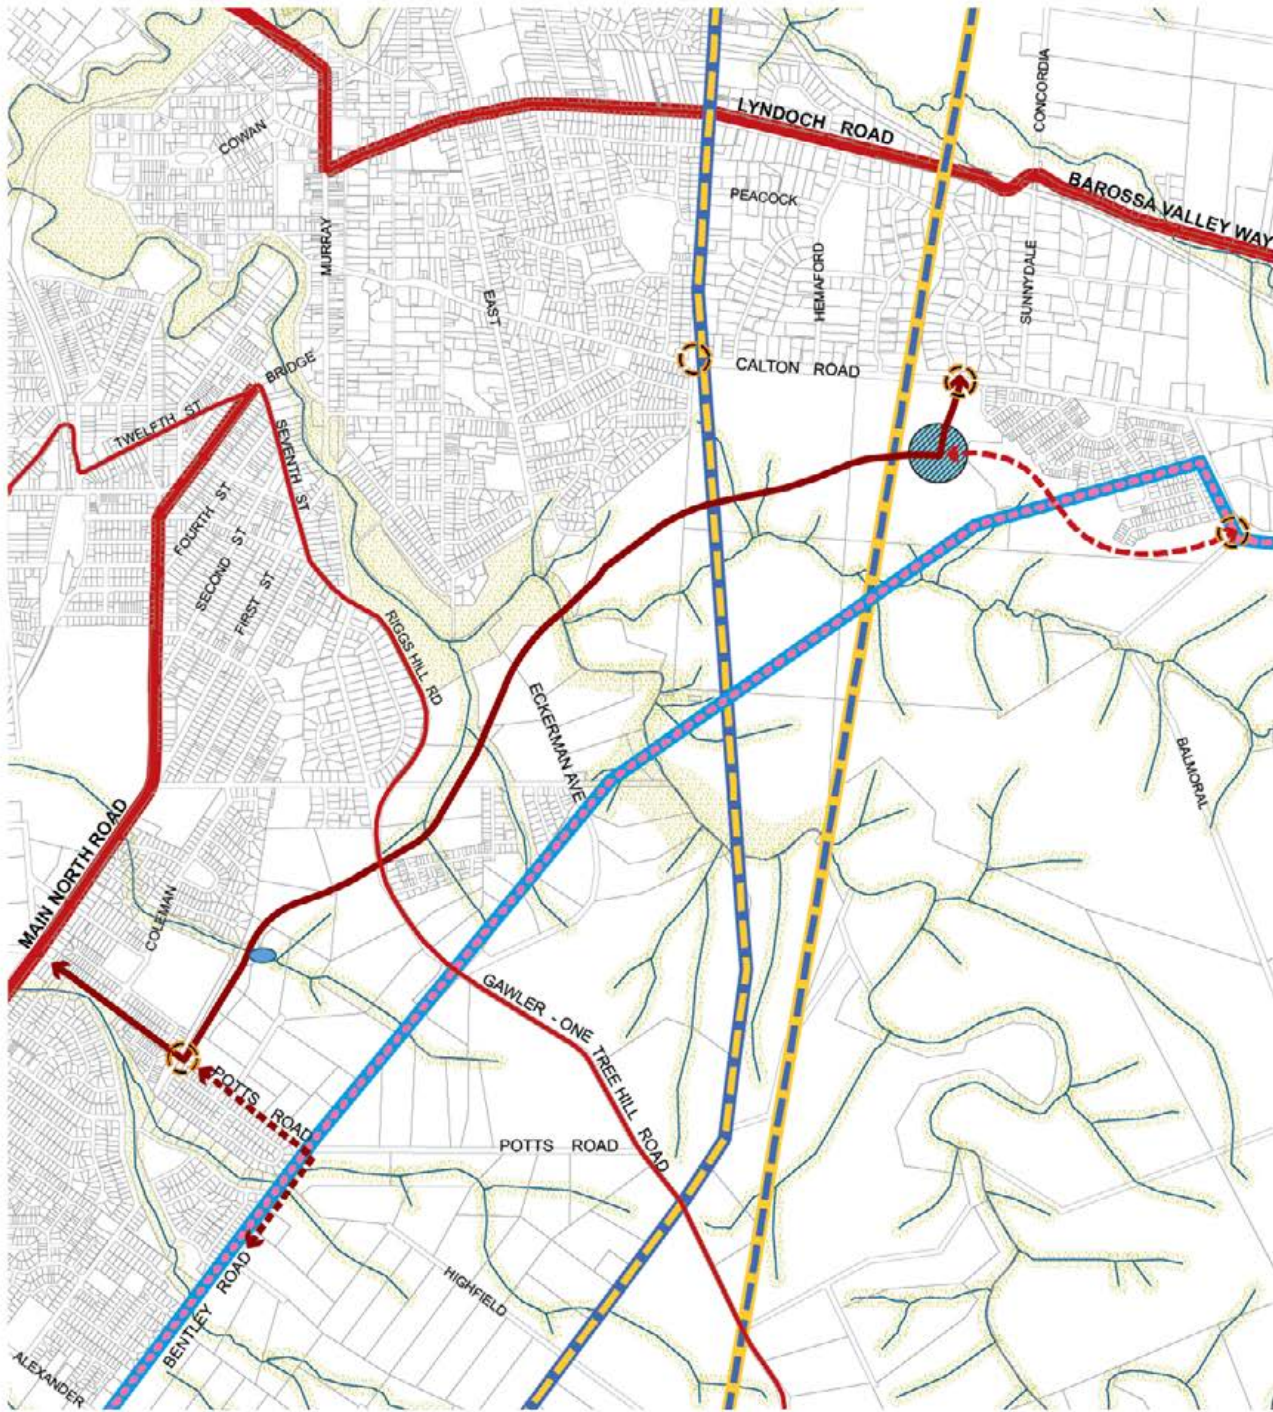 CONCORDIA
LYNDOCH ROAD
COWAN
BAROSSA VALLEY WAY
PEACOCK
MURRAY
HEMAFORD
SUNNYDALE
EAST
BRIDGE
CALTON ROAD
TWELFTH ST
SEVENTH ST
FOURTH ST
SECOND ST
FIRST ST
RIGGS HILL RD
ECKERMAN AVE
BALMORAL
MAIN NORTH ROAD
COLEMAN
GAWLER - ONE TREE HILL ROAD
POTTS ROAD
POTTS ROAD
HIGHFIELD
BENTLEY ROAD
ALEXANDER